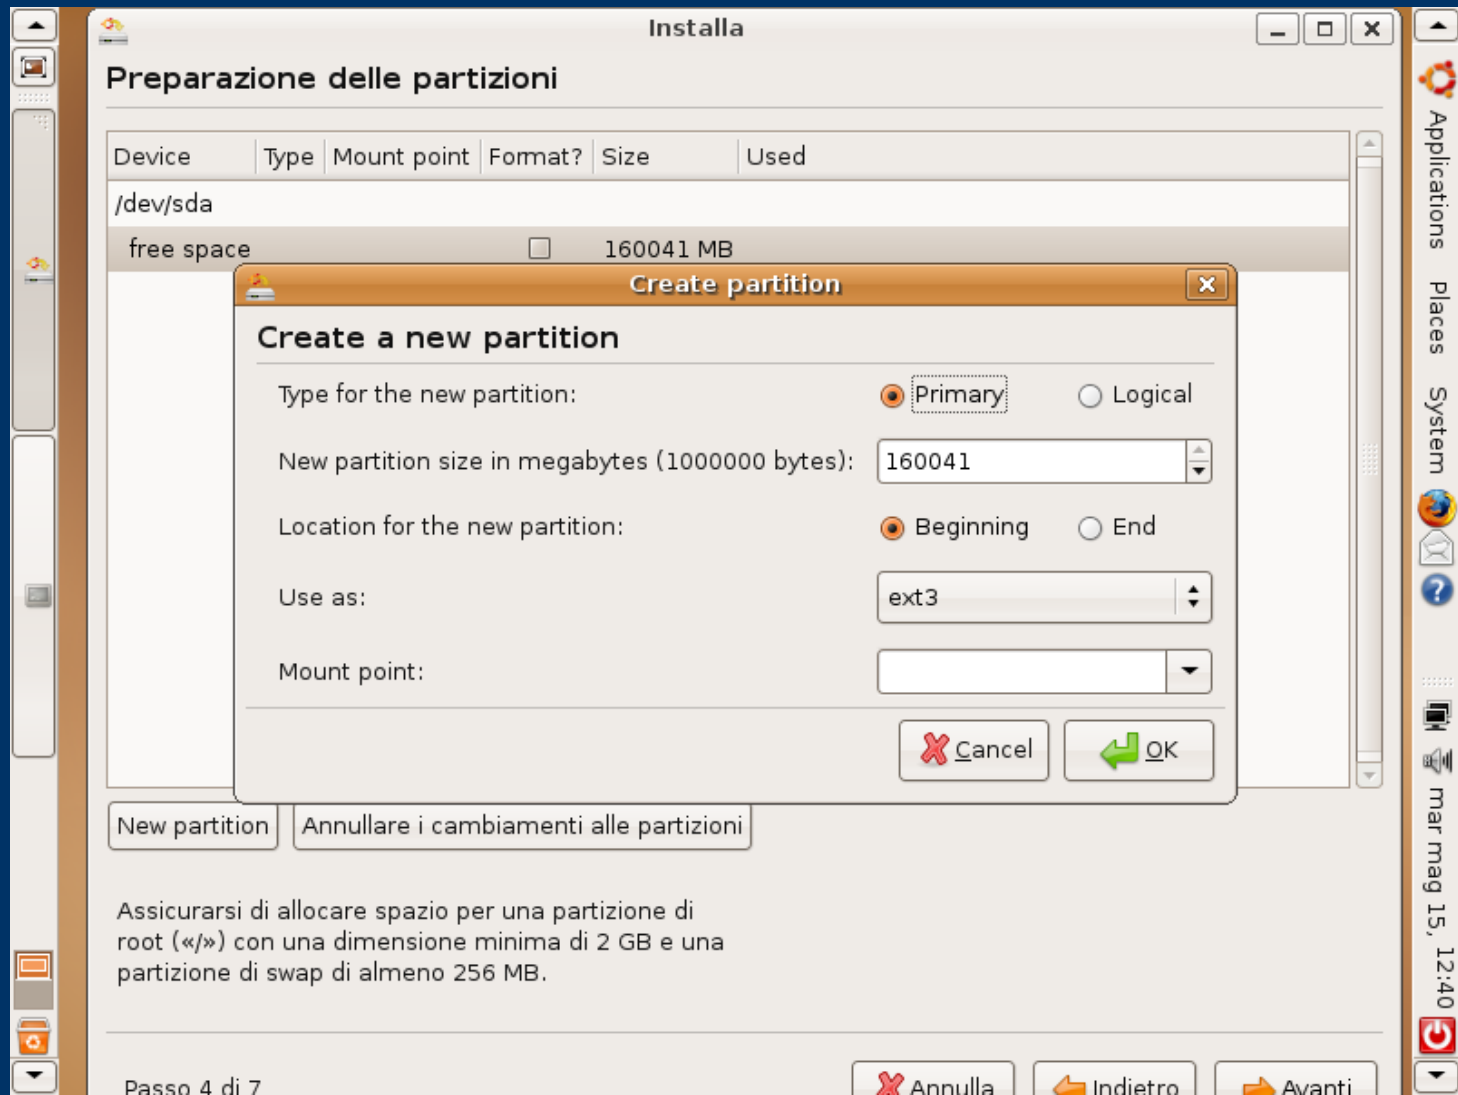 Installa
Preparazione delle partizioni
Device Type Mount point Format? Size Used
/dev/sda
free space 160041 MB
Create partition
Create a new partition
Type for the new partition: Primary Logical
New partition size in megabytes (1000000 bytes): 160041
Location for the new partition: Beginning End
Use as: ext3
Mount point:
Cancel OK
New partition Annullare i cambiamenti alle partizioni
Assicurarsi di allocare spazio per una partizione di
root («/») con una dimensione minima di 2 GB e una
partizione di swap di almeno 256 MB.
Passo 4 di 7
Annulla Indietro Avanti
Applications Places System
mar mag 15, 12:40